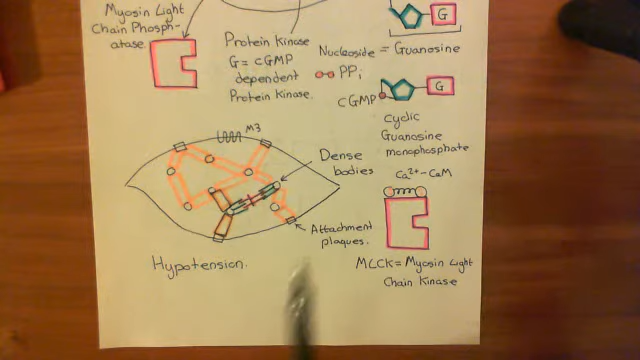 Myosin Light
Chain Phosph-
atase.
Protein Kinase
G = cGMP
dependent
Protein Kinase.
G
Nucleoside = Guanosine
PPi
G
cGMP
cyclic
Guanosine
monophosphate
M3
Dense
bodies
Ca2+-CaM
Attachment
plaques.
Hypotension.
MLCK = Myosin Light
Chain Kinase